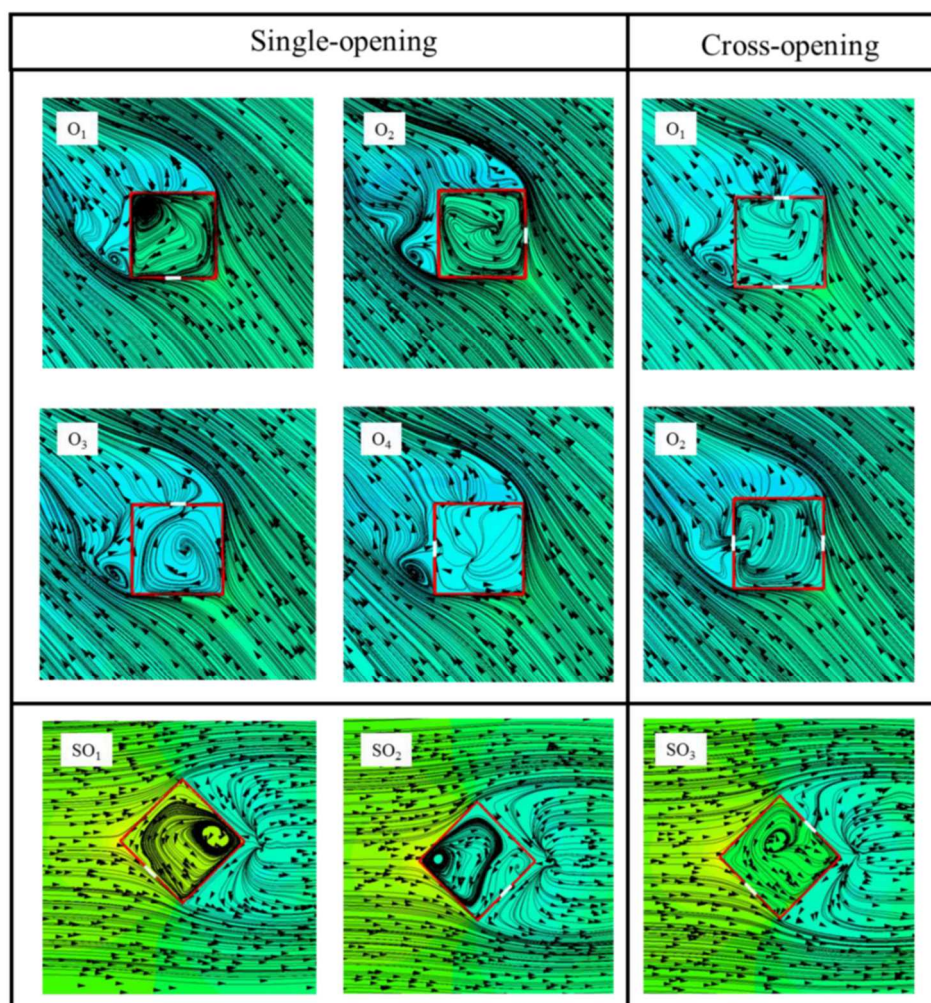 Single-opening Cross-opening
O₁ O₂ O₁
O₃ O₄ O₂
SO₁ SO₂ SO₃